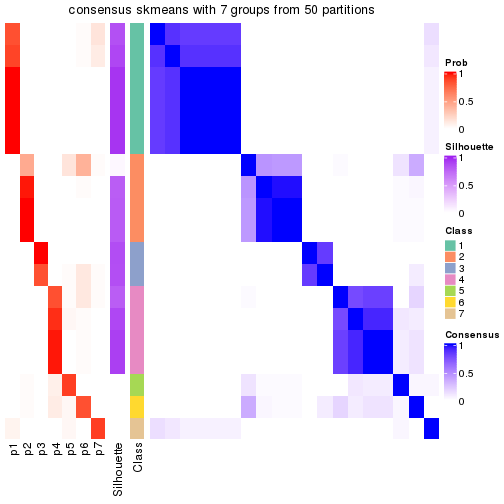 consensus skmeans with 7 groups from 50 partitions
Prob
1
0.5
0
Silhouette
1
0.5
0
Class
1
2
3
4
5
6
7
Consensus
1
0.5
0
p1
p2
p3
p4
p5
p6
p7
Silhouette
Class